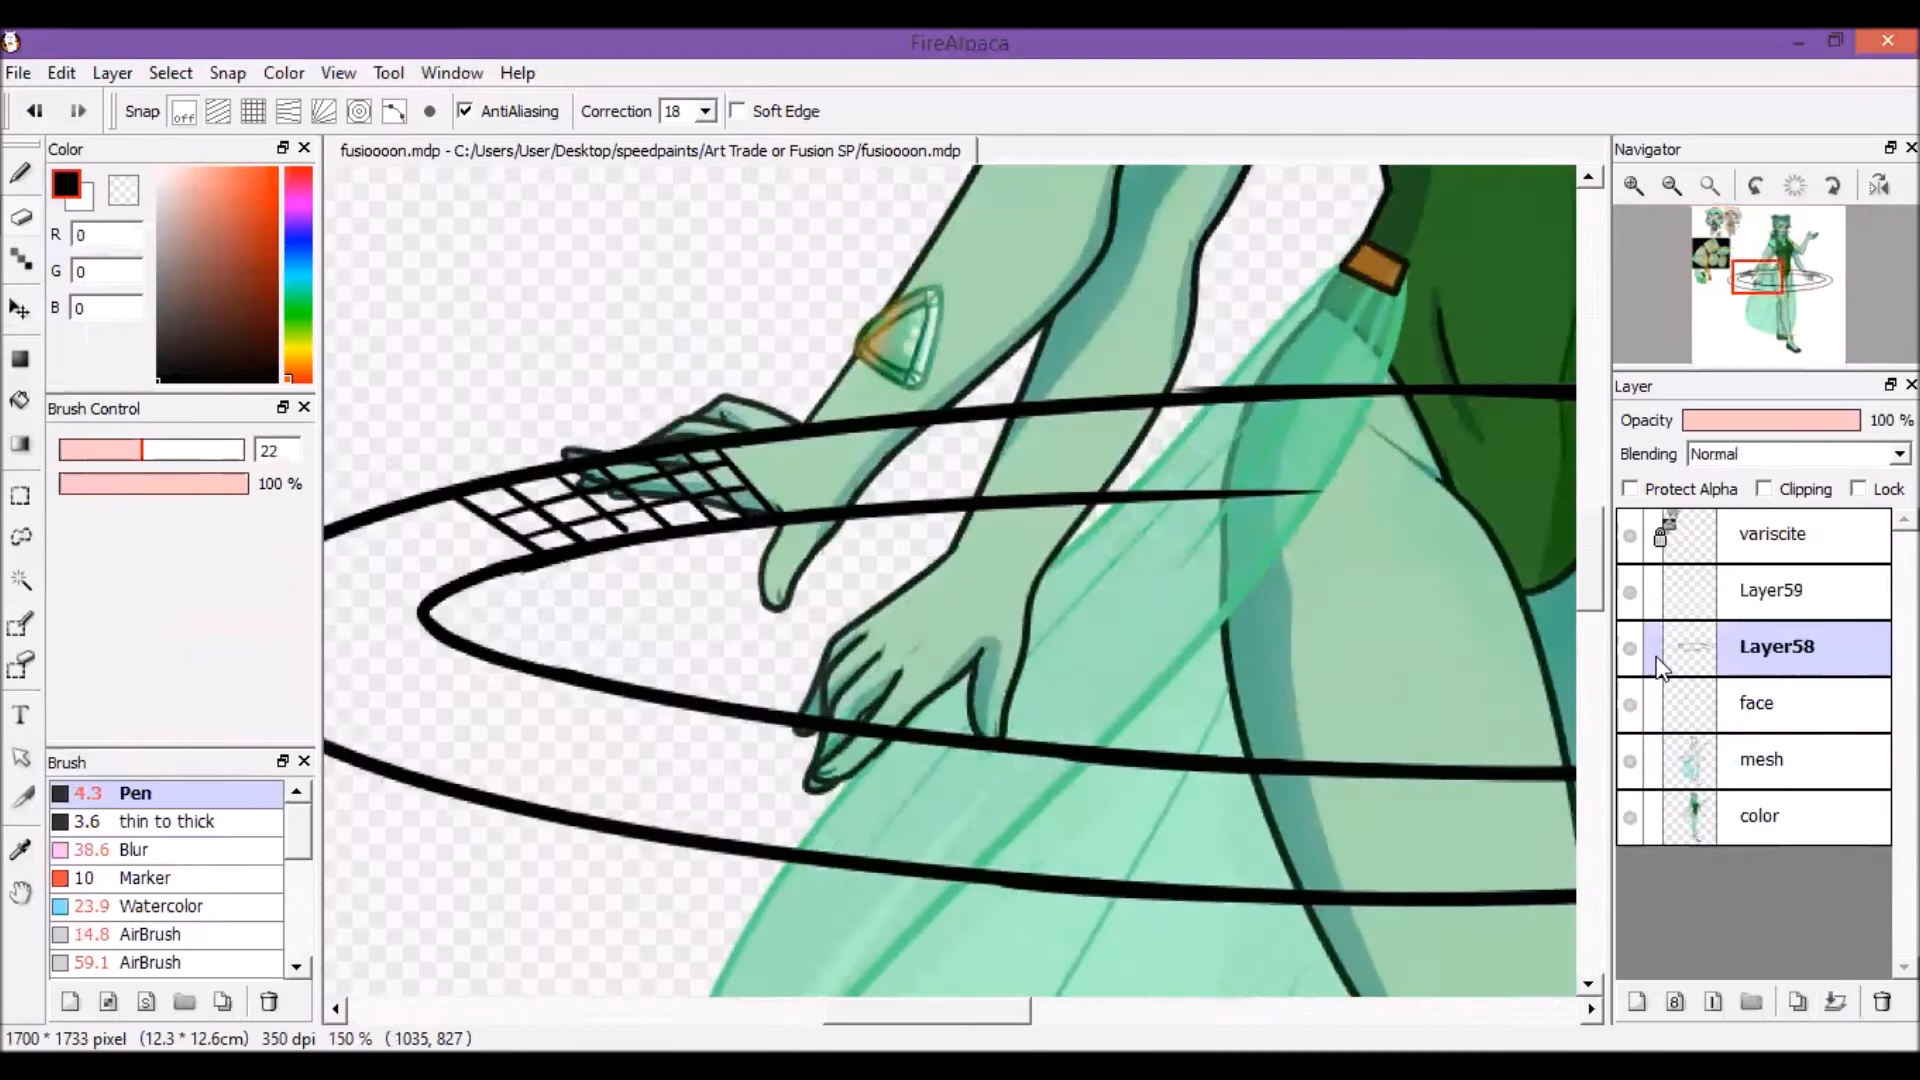 FireAlpaca
File Edit Layer Select Snap Color View Tool Window Help
Snap off AntiAliasing Correction 18 Soft Edge
Color
R 0
G 0
B 0
Brush Control
22
100 %
Brush
4.3 Pen
3.6 thin to thick
38.6 Blur
10 Marker
23.9 Watercolor
14.8 AirBrush
59.1 AirBrush
fusioooon.mdp - C:/Users/User/Desktop/speedpaints/Art Trade or Fusion SP/fusioooon.mdp
Navigator
Layer
Opacity 100 %
Blending Normal
Protect Alpha Clipping Lock
variscite
Layer59
Layer58
face
mesh
color
1700 * 1733 pixel (12.3 * 12.6cm) 350 dpi 150 % ( 1035, 827 )